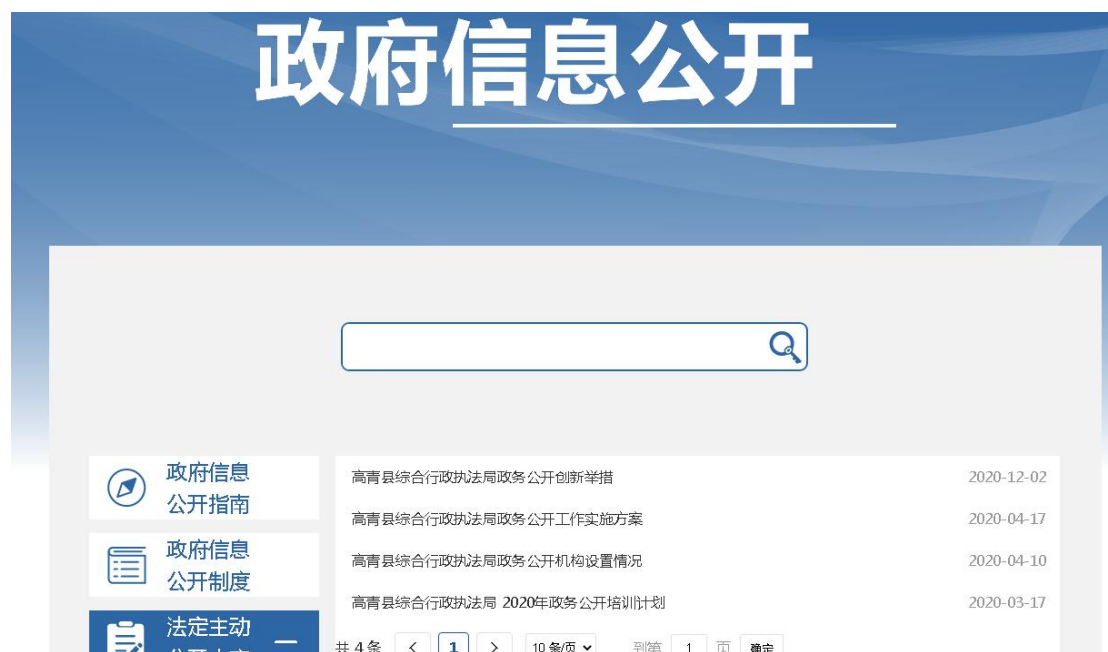 政府信息公开
政府信息
公开指南
政府信息
公开制度
法定主动
高青县综合行政执法局政务公开创新举措 2020-12-02
高青县综合行政执法局政务公开工作实施方案 2020-04-17
高青县综合行政执法局政务公开机构设置情况 2020-04-10
高青县综合行政执法局 2020年政务公开培训计划 2020-03-17
共 4 条 < 1 > 10 条/页 到第 1 页 确定